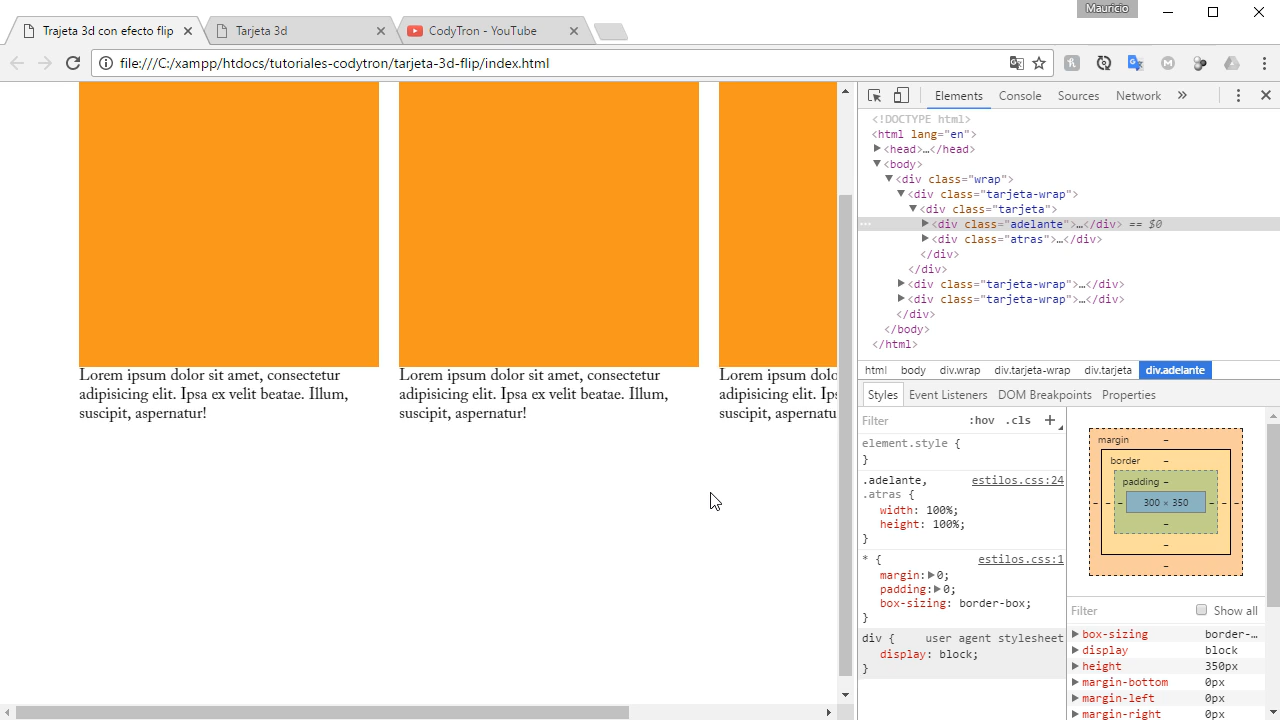 Mauricio
Trajeta 3d con efecto flip
Tarjeta 3d
CodyTron - YouTube
file:///C:/xampp/htdocs/tutoriales-codytron/tarjeta-3d-flip/index.html
Lorem ipsum dolor sit amet, consectetur
adipisicing elit. Ipsa ex velit beatae. Illum,
suscipit, aspernatur!
Lorem ipsum dolor sit amet, consectetur
adipisicing elit. Ipsa ex velit beatae. Illum,
suscipit, aspernatur!
Lorem ipsum dolo
adipisicing elit. Ips
suscipit, aspernatu
Elements Console Sources Network »
<!DOCTYPE html>
<html lang="en">
<head>…</head>
<body>
<div class="wrap">
<div class="tarjeta-wrap">
<div class="tarjeta">
<div class="adelante">…</div> == $0
<div class="atras">…</div>
</div>
</div>
<div class="tarjeta-wrap">…</div>
<div class="tarjeta-wrap">…</div>
</div>
</body>
</html>
html body div.wrap div.tarjeta-wrap div.tarjeta div.adelante
Styles Event Listeners DOM Breakpoints Properties
Filter :hov .cls +
element.style {
}
.adelante, estilos.css:24
.atras {
width: 100%;
height: 100%;
}
* { estilos.css:1
margin: 0;
padding: 0;
box-sizing: border-box;
}
div { user agent stylesheet
display: block;
}
margin –
border –
padding –
– – – 300 × 350 – – –
–
–
–
Filter Show all
box-sizing border-…
display block
height 350px
margin-bottom 0px
margin-left 0px
margin-right 0px